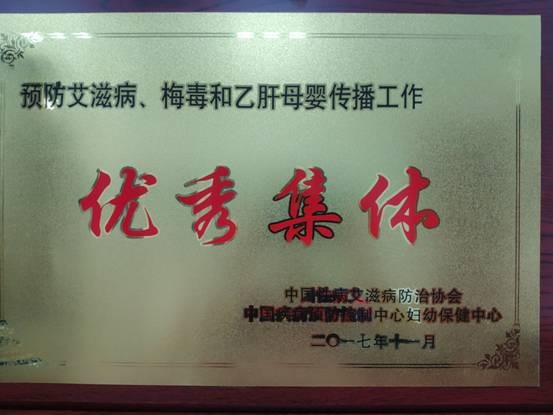 预防艾滋病、梅毒和乙肝母婴传播工作
优秀集体
中国性病艾滋病防治协会
中国疾病预防控制中心妇幼保健中心
二〇一七年十一月